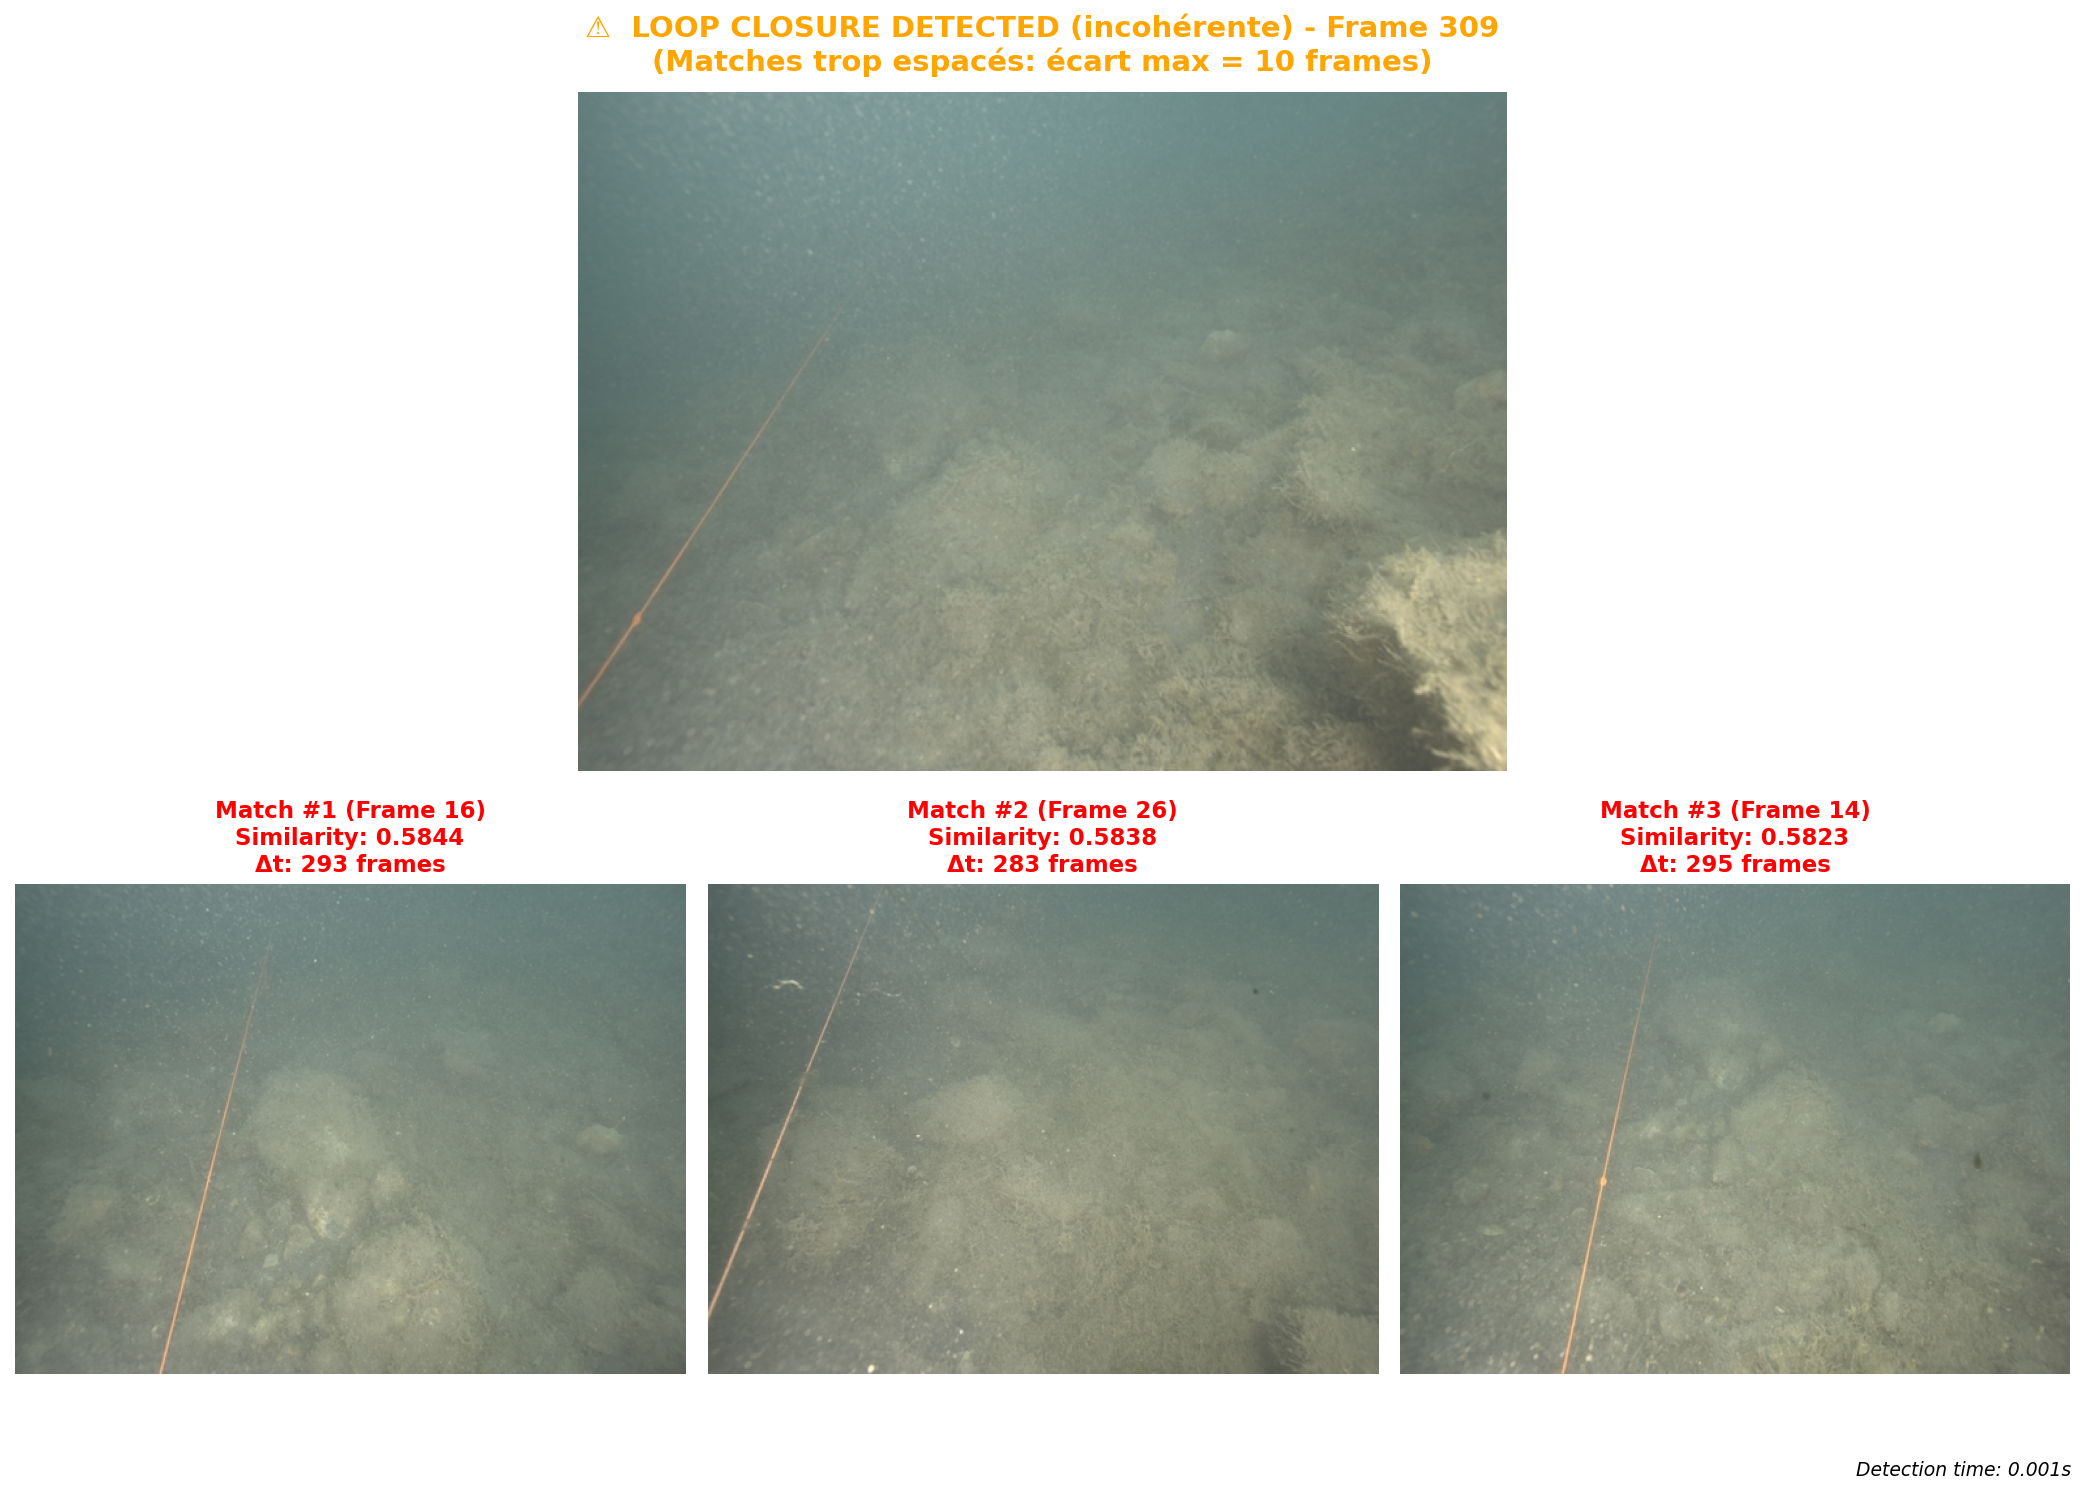 ⚠ LOOP CLOSURE DETECTED (incohérente) - Frame 309
(Matches trop espacés: écart max = 10 frames)
Match #1 (Frame 16)
Similarity: 0.5844
Δt: 293 frames
Match #2 (Frame 26)
Similarity: 0.5838
Δt: 283 frames
Match #3 (Frame 14)
Similarity: 0.5823
Δt: 295 frames
Detection time: 0.001s